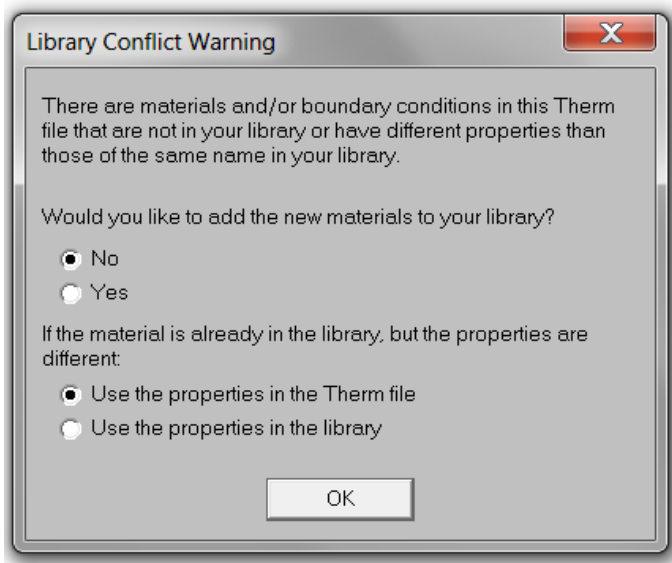 Library Conflict Warning
There are materials and/or boundary conditions in this Therm
file that are not in your library or have different properties than
those of the same name in your library.
Would you like to add the new materials to your library?
No
Yes
If the material is already in the library, but the properties are
different:
Use the properties in the Therm file
Use the properties in the library
OK